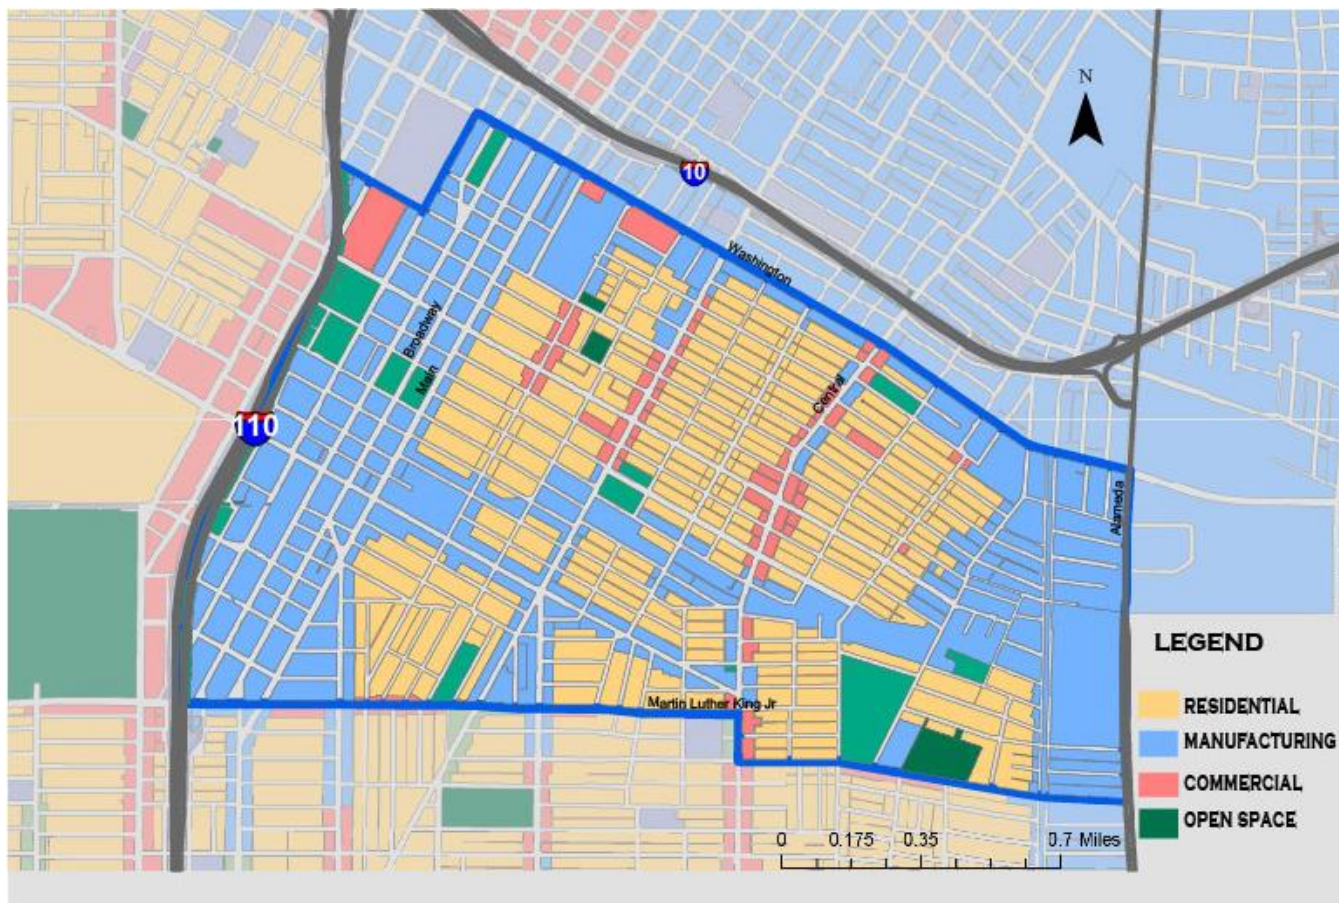 N
10
Washington
Broadway
Main
Central
110
Alameda
Martin Luther King Jr
LEGEND
RESIDENTIAL
MANUFACTURING
COMMERCIAL
OPEN SPACE
0 0.175 0.35 0.7 Miles